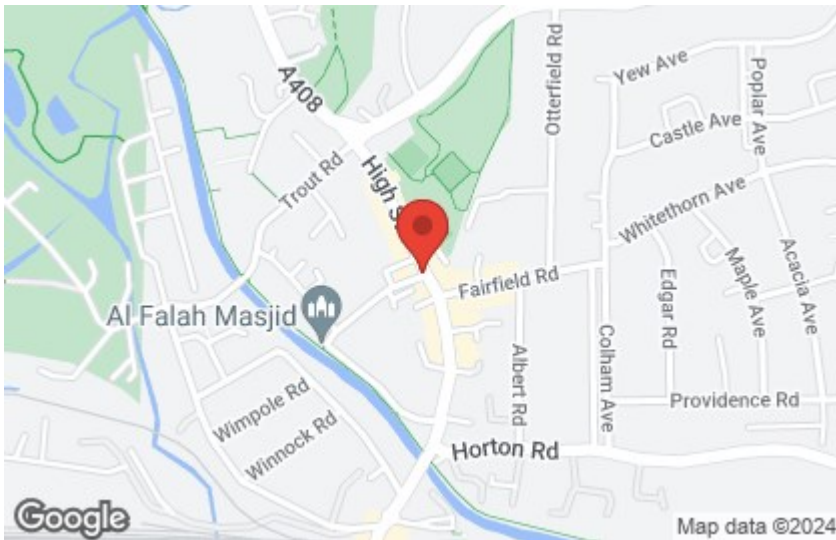 Otterfield Rd
Yew Ave
Poplar Ave
A408
Castle Ave
Trout Rd
High S
Whitethorn Ave
Fairfield Rd
Maple Ave
Acacia Ave
Edgar Rd
Al Falah Masjid
Albert Rd
Colham Ave
Wimpole Rd
Winnock Rd
Providence Rd
Horton Rd
Google
Map data ©2024